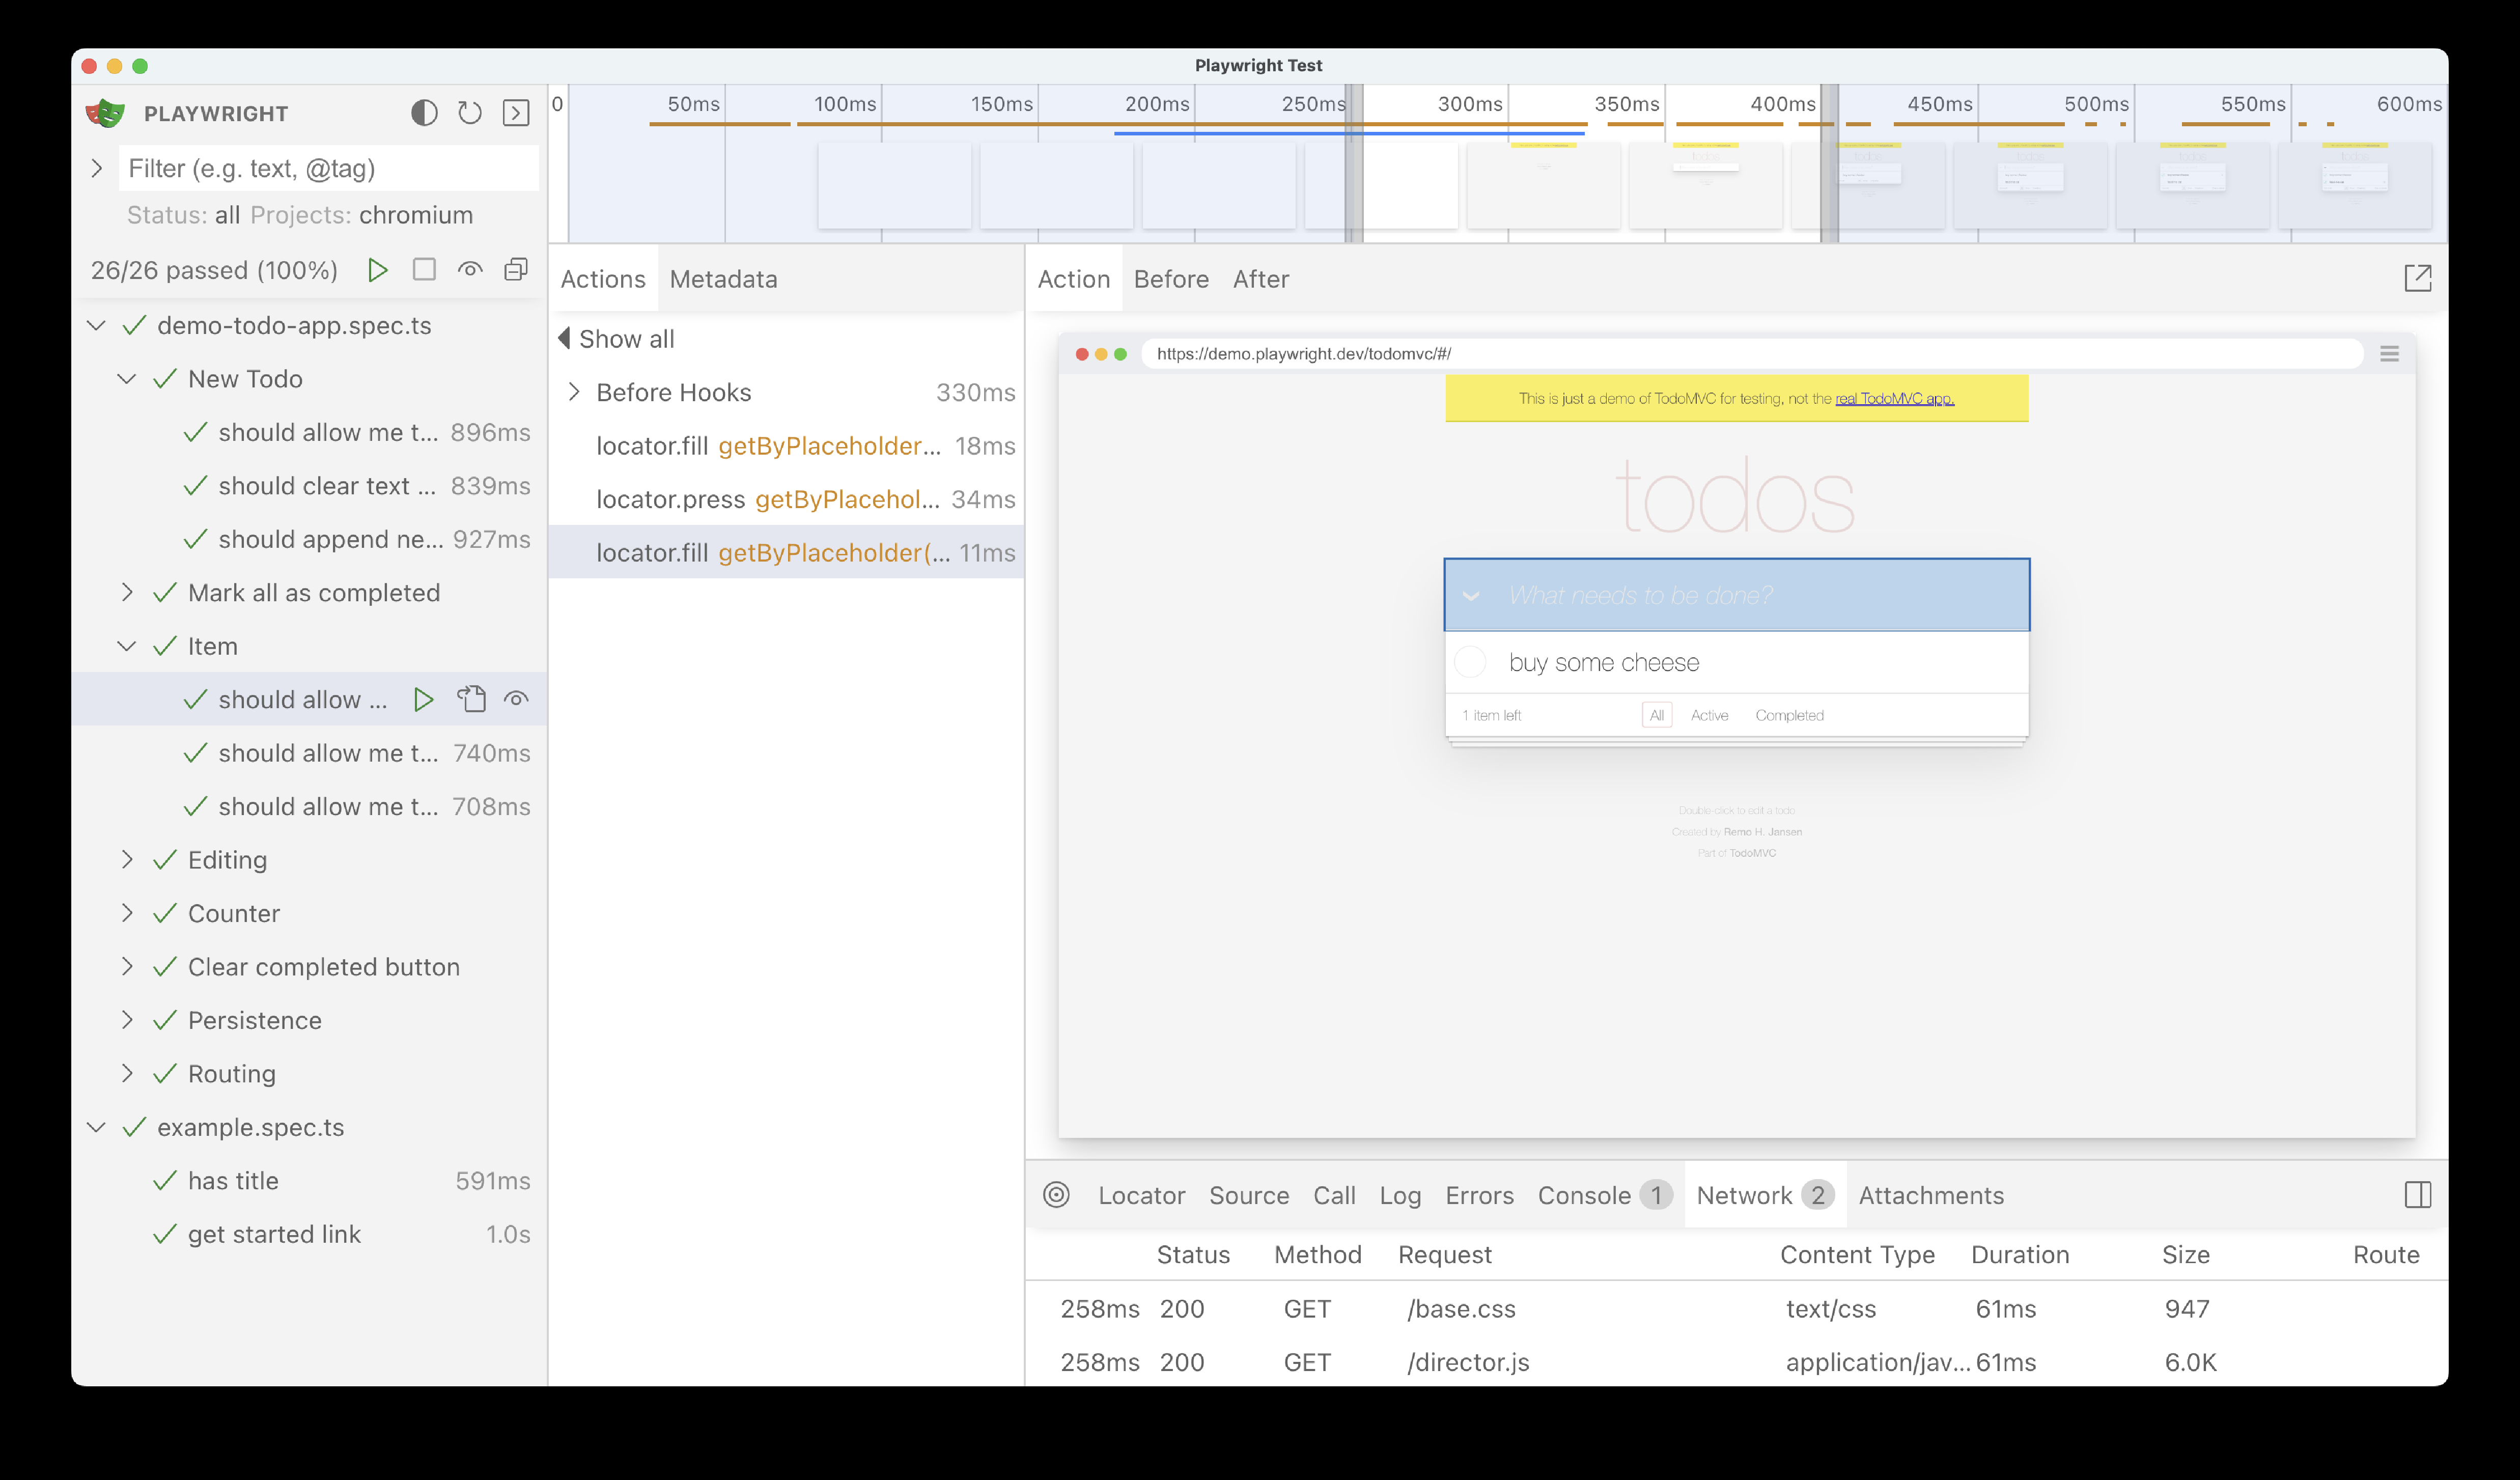 Playwright Test
PLAYWRIGHT
Filter (e.g. text, @tag)
Status: all Projects: chromium
26/26 passed (100%)
demo-todo-app.spec.ts
New Todo
should allow me t... 896ms
should clear text ... 839ms
should append ne... 927ms
Mark all as completed
Item
should allow ...
should allow me t... 740ms
should allow me t... 708ms
Editing
Counter
Clear completed button
Persistence
Routing
example.spec.ts
has title 591ms
get started link 1.0s
0 50ms 100ms 150ms 200ms 250ms 300ms 350ms 400ms 450ms 500ms 550ms 600ms
Actions Metadata
Show all
Before Hooks 330ms
locator.fill getByPlaceholder... 18ms
locator.press getByPlacehol... 34ms
locator.fill getByPlaceholder(... 11ms
Action Before After
https://demo.playwright.dev/todomvc/#/
This is just a demo of TodoMVC for testing, not the real TodoMVC app.
todos
What needs to be done?
buy some cheese
1 item left All Active Completed
Double-click to edit a todo
Created by Remo H. Jansen
Part of TodoMVC
Locator Source Call Log Errors Console 1 Network 2 Attachments
Status Method Request Content Type Duration Size Route
258ms 200 GET /base.css text/css 61ms 947
258ms 200 GET /director.js application/jav... 61ms 6.0K